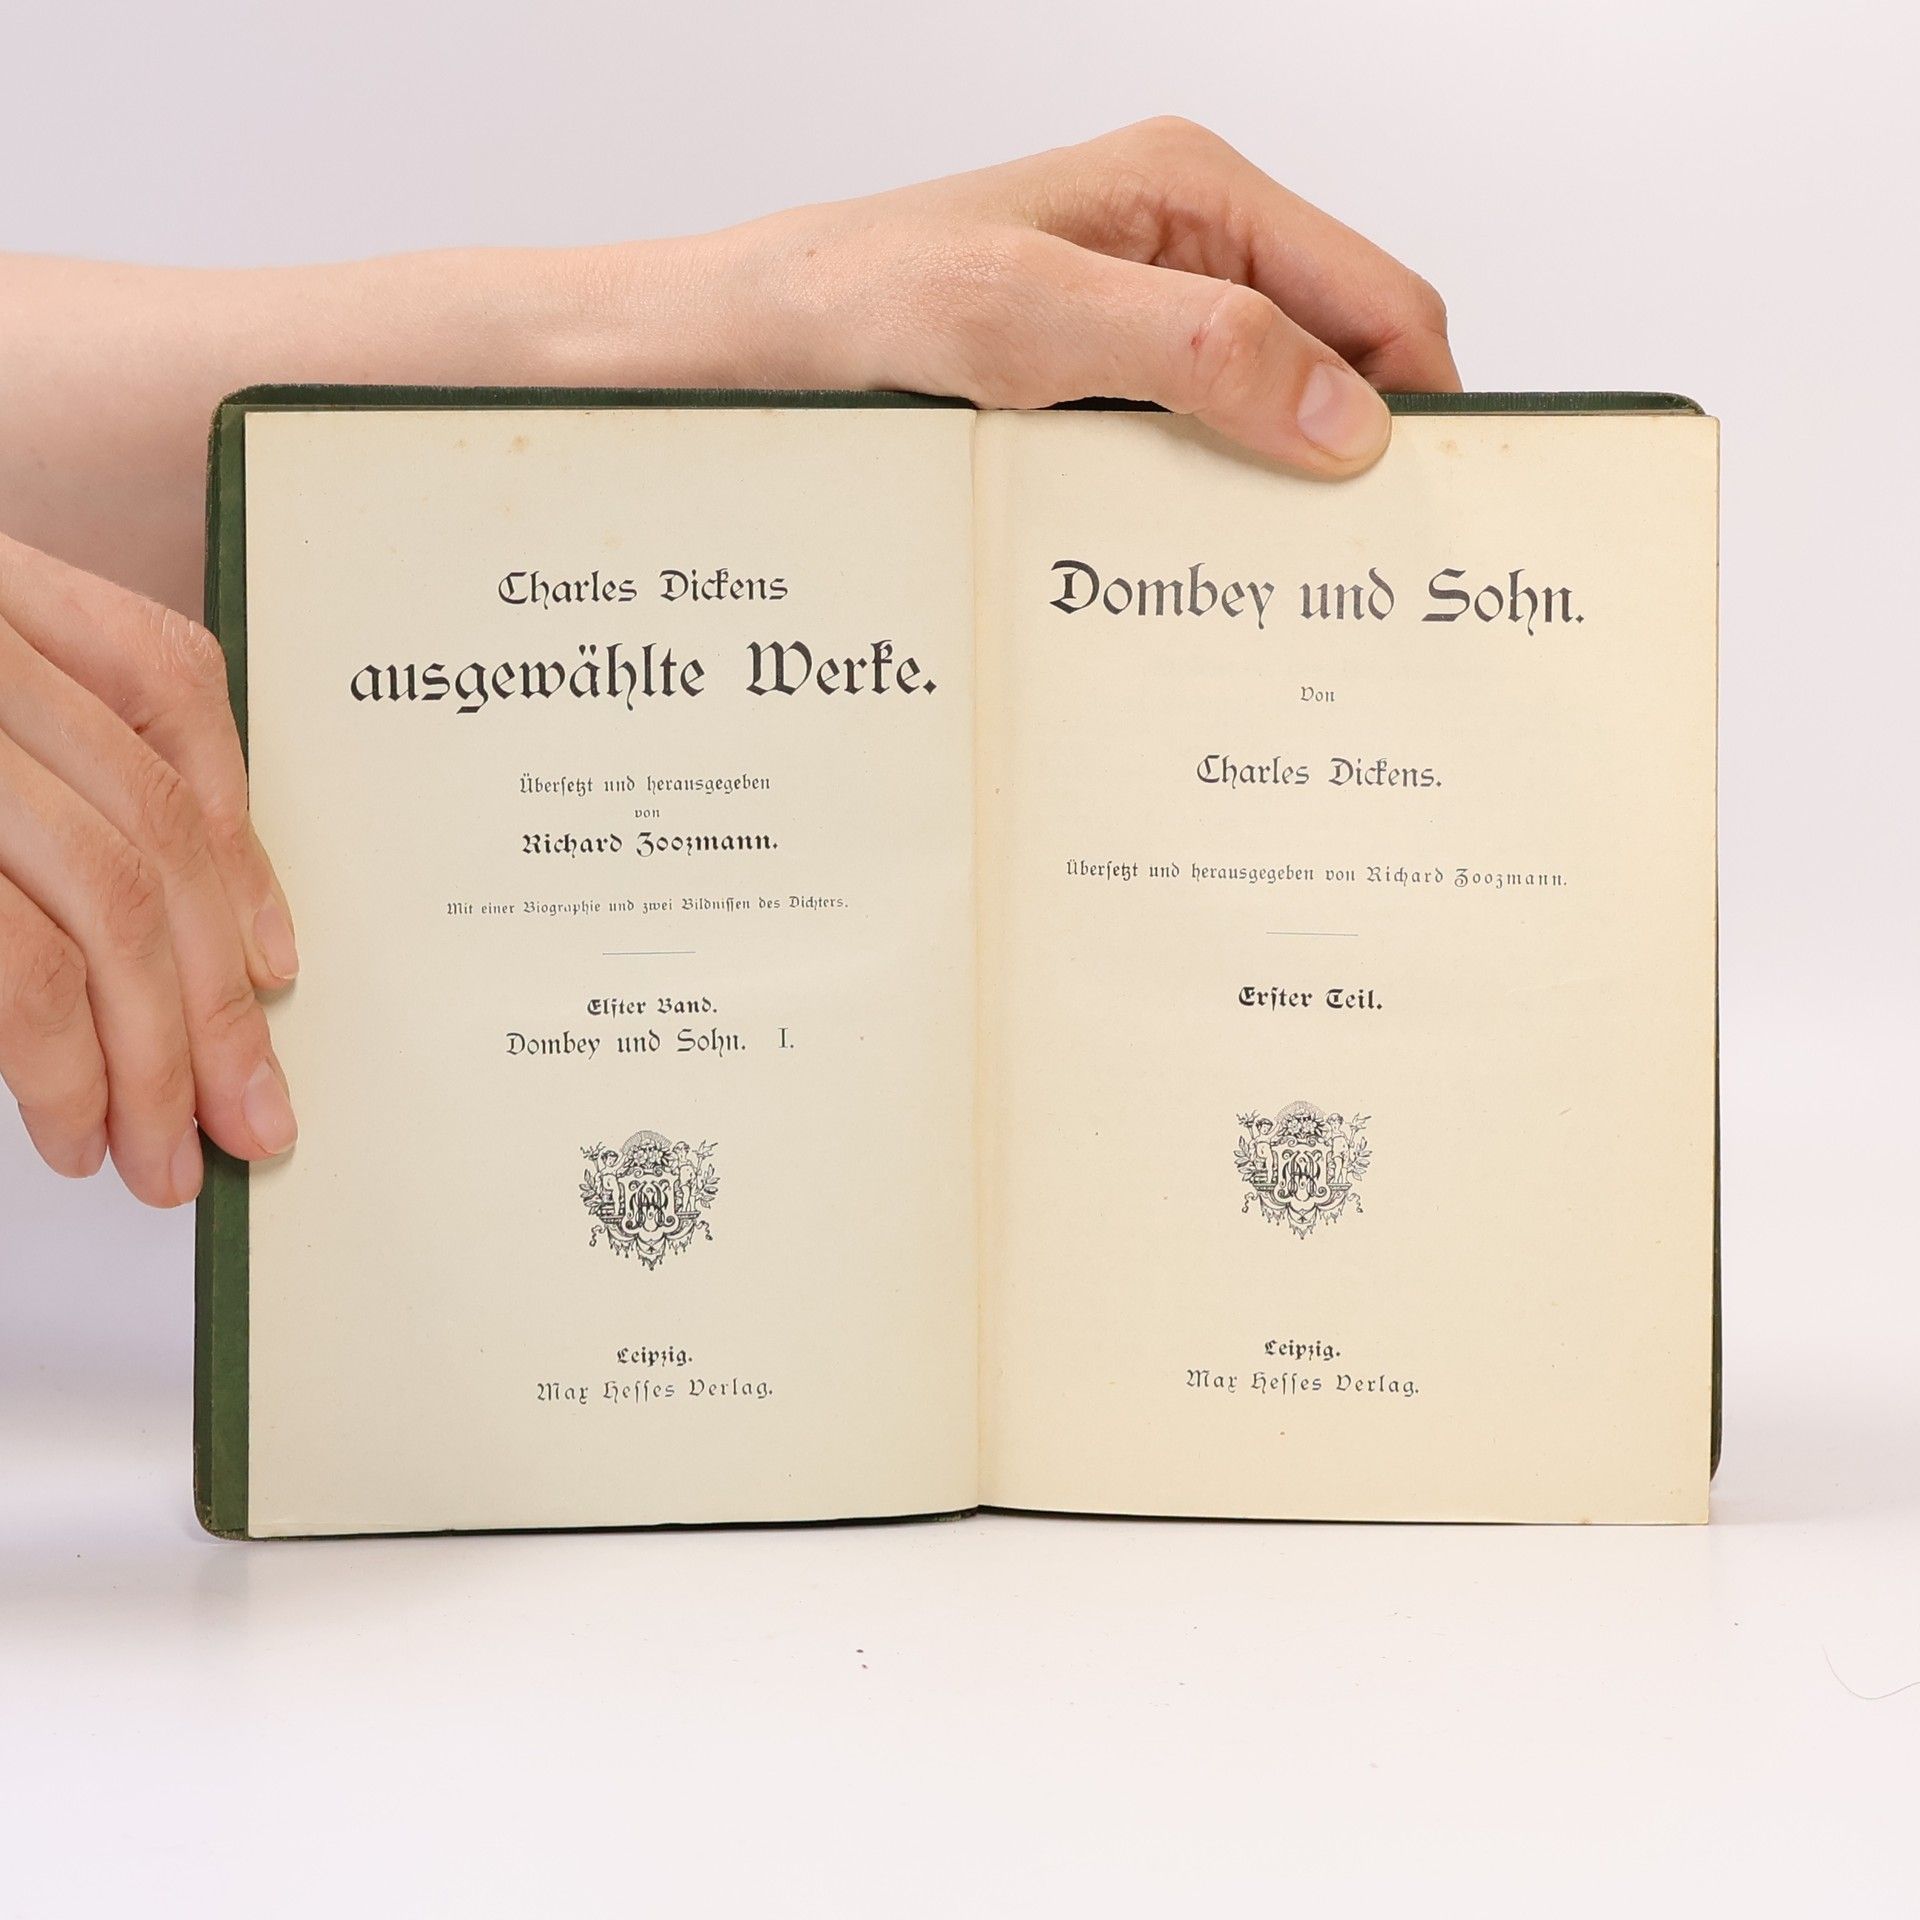 Charles Dickens
ausgewählte Werke.
Überſetzt und herausgegeben
von
Richard Zoozmann.
Mit einer Biographie und zwei Bildniſſen des Dichters.
Elfter Band.
Dombey und Sohn. I.
Leipzig.
Max Heſſes Verlag.
Dombey und Sohn.
Von
Charles Dickens.
Überſetzt und herausgegeben von Richard Zoozmann.
Erſter Teil.
Leipzig.
Max Heſſes Verlag.